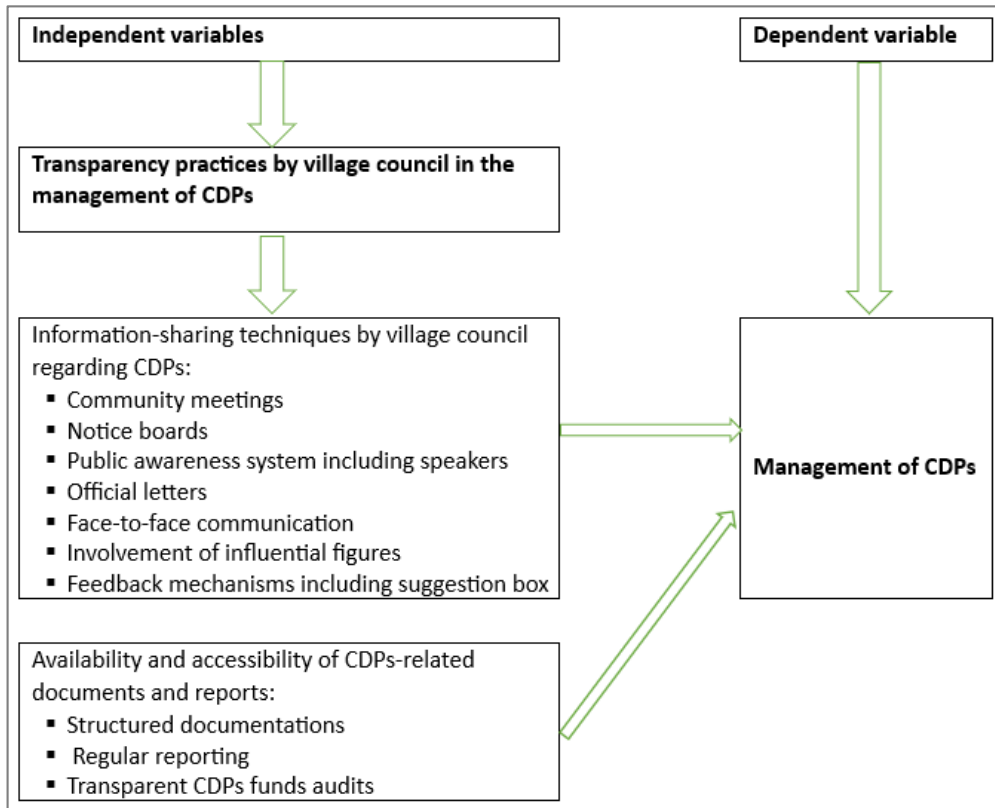 Independent variables
Dependent variable
Transparency practices by village council in the
management of CDPs
Information-sharing techniques by village council
regarding CDPs:
▪ Community meetings
▪ Notice boards
▪ Public awareness system including speakers
▪ Official letters
▪ Face-to-face communication
▪ Involvement of influential figures
▪ Feedback mechanisms including suggestion box
Management of CDPs
Availability and accessibility of CDPs-related
documents and reports:
▪ Structured documentations
▪ Regular reporting
▪ Transparent CDPs funds audits